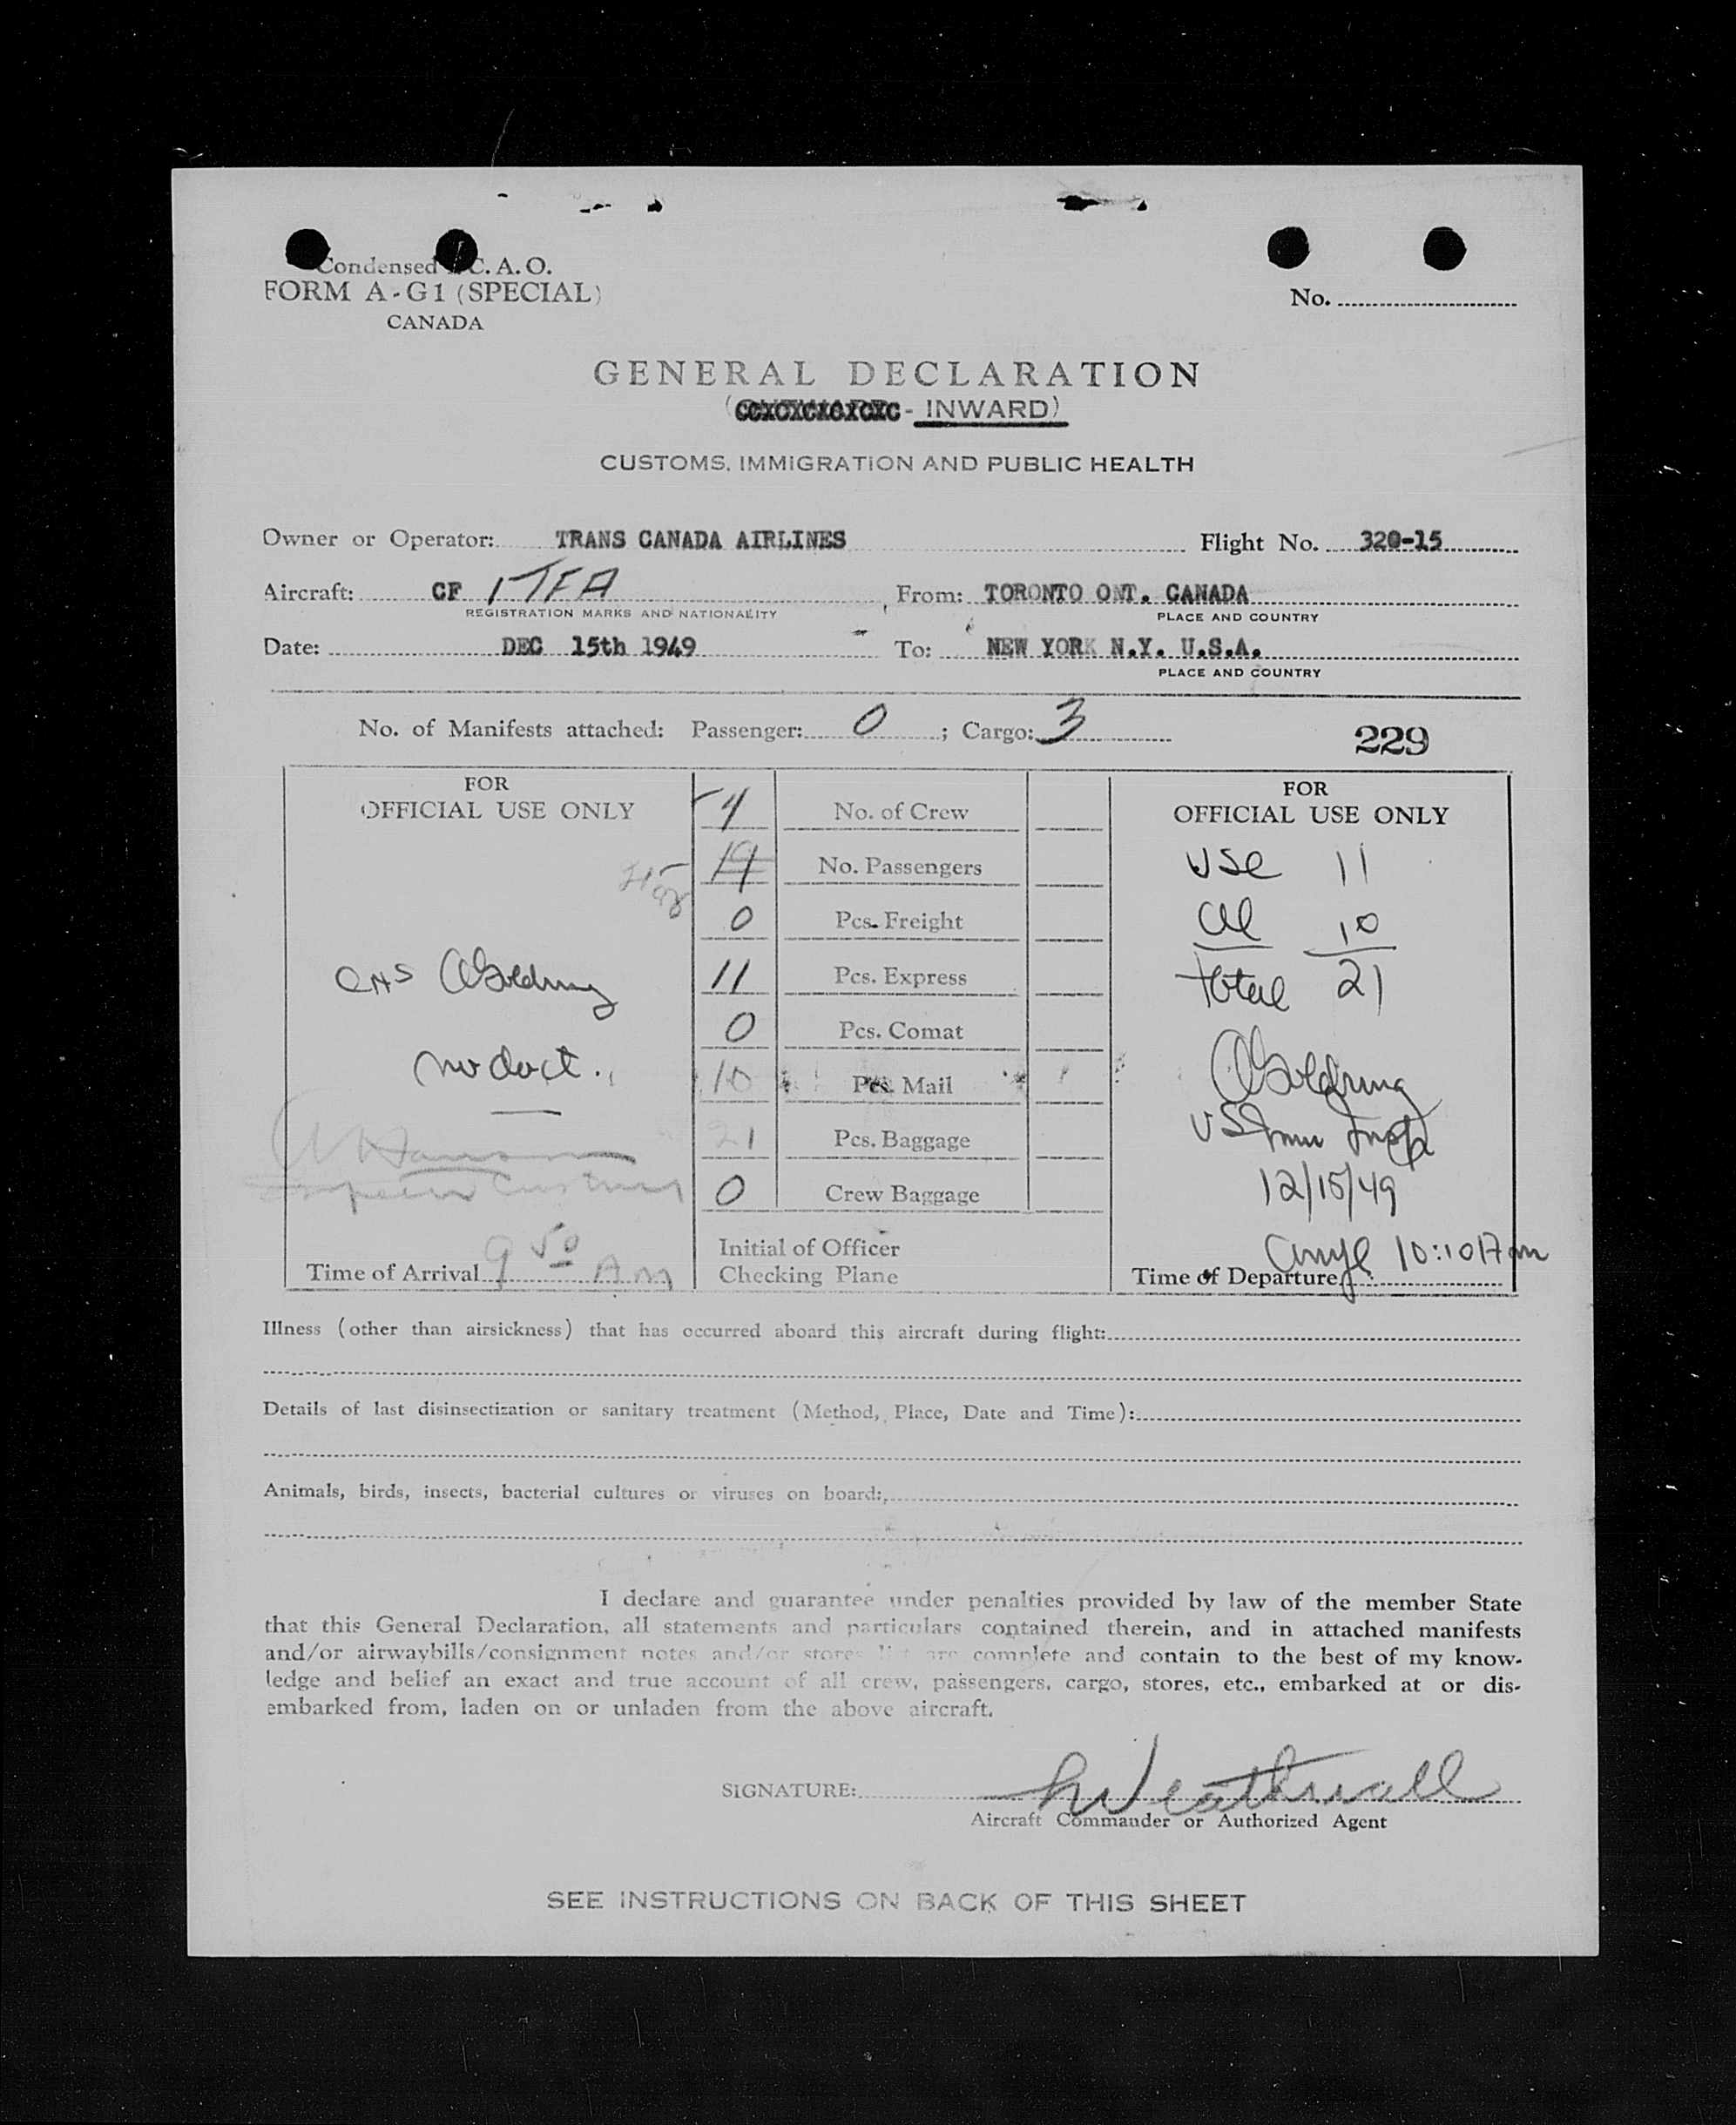 Condensed I.C.A.O.
FORM A-G1 (SPECIAL)
CANADA
No.
GENERAL DECLARATION
- INWARD)
CUSTOMS, IMMIGRATION AND PUBLIC HEALTH
Owner or Operator: TRANS CANADA AIRLINES Flight No. 320-15
Aircraft: CF TFA From: TORONTO ONT. CANADA
REGISTRATION MARKS AND NATIONALITY PLACE AND COUNTRY
Date: DEC 15th 1949 To: NEW YORK N.Y. U.S.A.
PLACE AND COUNTRY
No. of Manifests attached: Passenger: 0 ; Cargo: 3
229
FOR
OFFICIAL USE ONLY
no doct.
Time of Arrival 9 50 AM
4 No. of Crew
No. Passengers
0 Pcs. Freight
11 Pcs. Express
0 Pcs. Comat
10 Pcs. Mail
21 Pcs. Baggage
0 Crew Baggage
Initial of Officer
Checking Plane
FOR
OFFICIAL USE ONLY
USC 11
al 10
total 21
Goldring
US Imm Insp
12/15/49
10:10 Am
Time of Departure
Illness (other than airsickness) that has occurred aboard this aircraft during flight:
Details of last disinsectization or sanitary treatment (Method, Place, Date and Time):
Animals, birds, insects, bacterial cultures or viruses on board:
I declare and guarantee under penalties provided by law of the member State
that this General Declaration, all statements and particulars contained therein, and in attached manifests
and/or airwaybills/consignment notes and/or stores list are complete and contain to the best of my know-
ledge and belief an exact and true account of all crew, passengers, cargo, stores, etc., embarked at or dis-
embarked from, laden on or unladen from the above aircraft.
SIGNATURE: Weathrall
Aircraft Commander or Authorized Agent
SEE INSTRUCTIONS ON BACK OF THIS SHEET